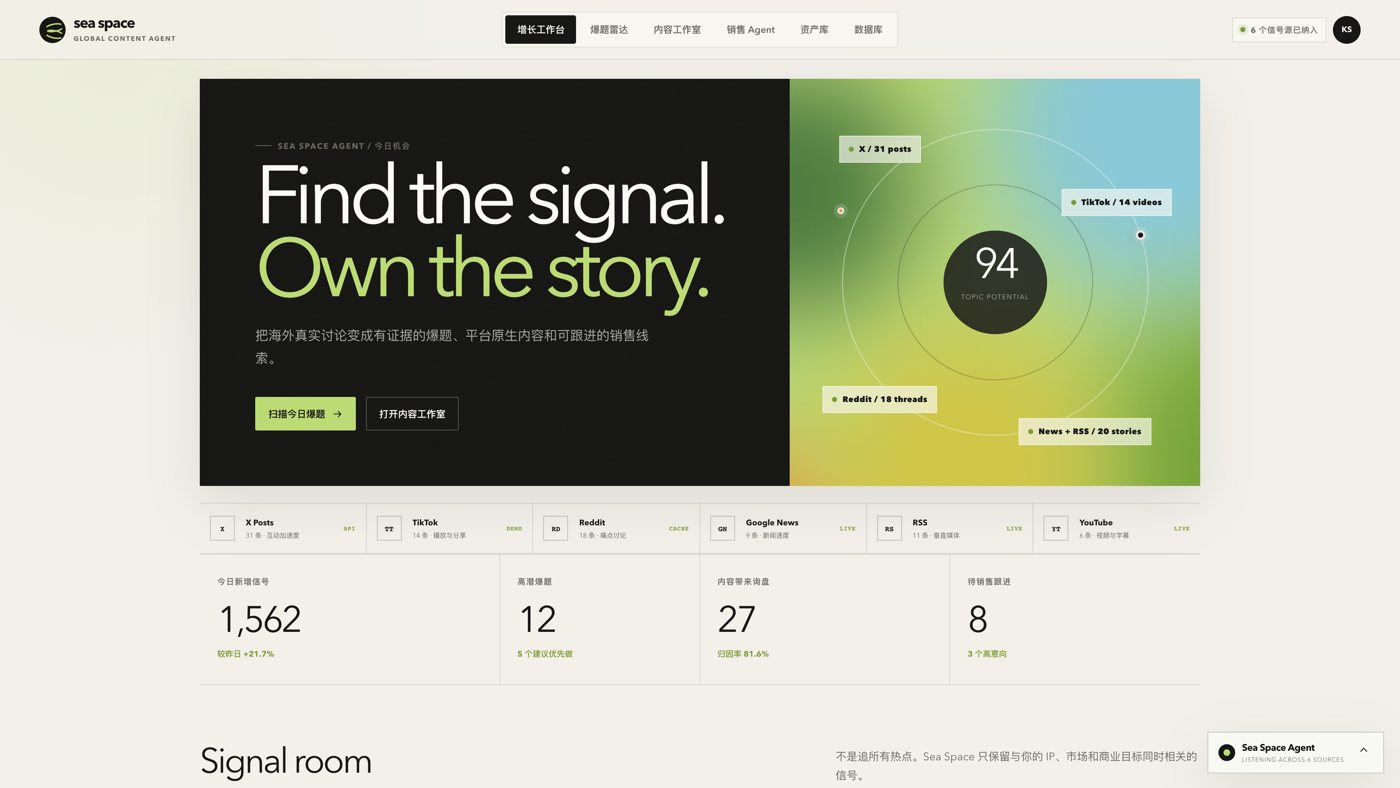 sea space
GLOBAL CONTENT AGENT
增长工作台
爆题雷达
内容工作室
销售 Agent
资产库
数据库
6 个信号源已纳入
KS
SEA SPACE AGENT / 今日机会
Find the signal.
Own the story.
把海外真实讨论变成有证据的爆题、平台原生内容和可跟进的销售线
索。
扫描今日爆题 →
打开内容工作室
X / 31 posts
TikTok / 14 videos
94
TOPIC POTENTIAL
Reddit / 18 threads
News + RSS / 20 stories
X
X Posts
31 条 · 互动加速度
API
TT
TikTok
14 条 · 播放与分享
DEMO
RD
Reddit
18 条 · 痛点讨论
CACHE
GN
Google News
9 条 · 新闻速度
LIVE
RS
RSS
11 条 · 垂直媒体
LIVE
YT
YouTube
6 条 · 视频与字幕
LIVE
今日新增信号
1,562
较昨日 +21.7%
高潜爆题
12
5 个建议优先做
内容带来询盘
27
归因率 81.6%
待销售跟进
8
3 个高意向
Signal room
不是追所有热点。Sea Space 只保留与你的 IP、市场和商业目标同时相关的
信号。
Sea Space Agent
LISTENING ACROSS 6 SOURCES